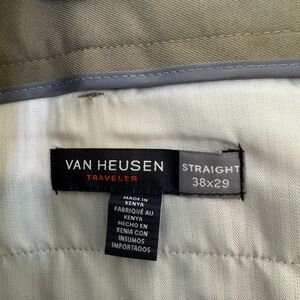 VAN HEUSEN
TRAVELER
STRAIGHT
38x29
MADE IN
KENYA
FABRIQUÉ AU
KENYA
HECHO EN
KENIA CON
INSUMOS
IMPORTADOS